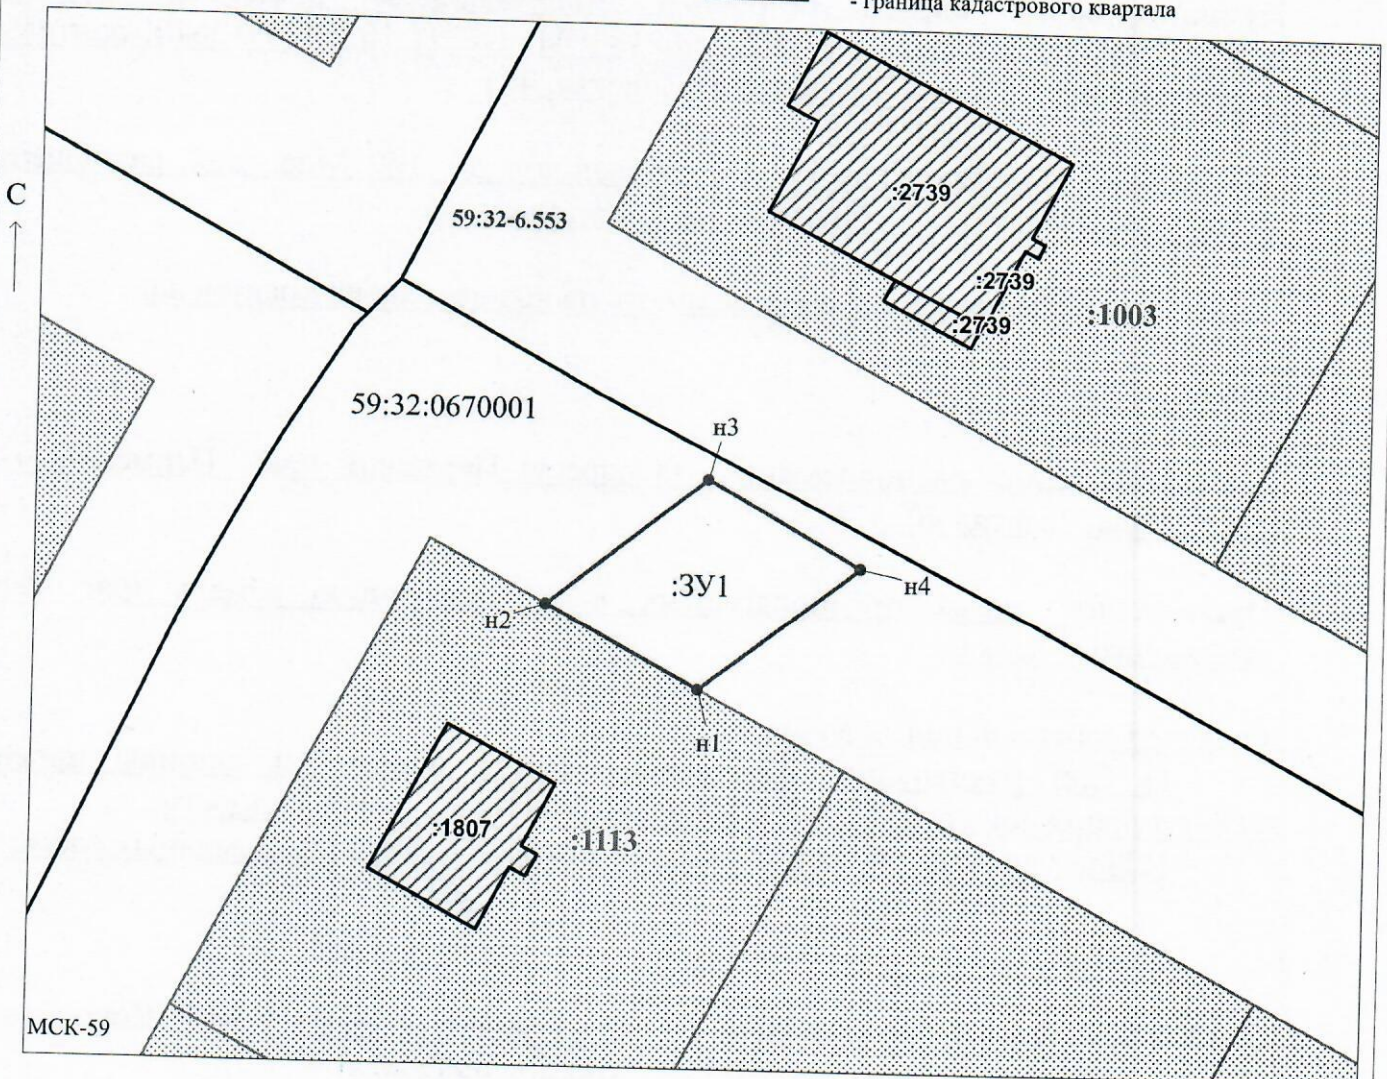 - граница кадастрового квартала
С
59:32-6.553
:2739
:2739
:2739
:1003
59:32:0670001
н3
н4
:ЗУ1
н2
н1
:1807
:1113
МСК-59